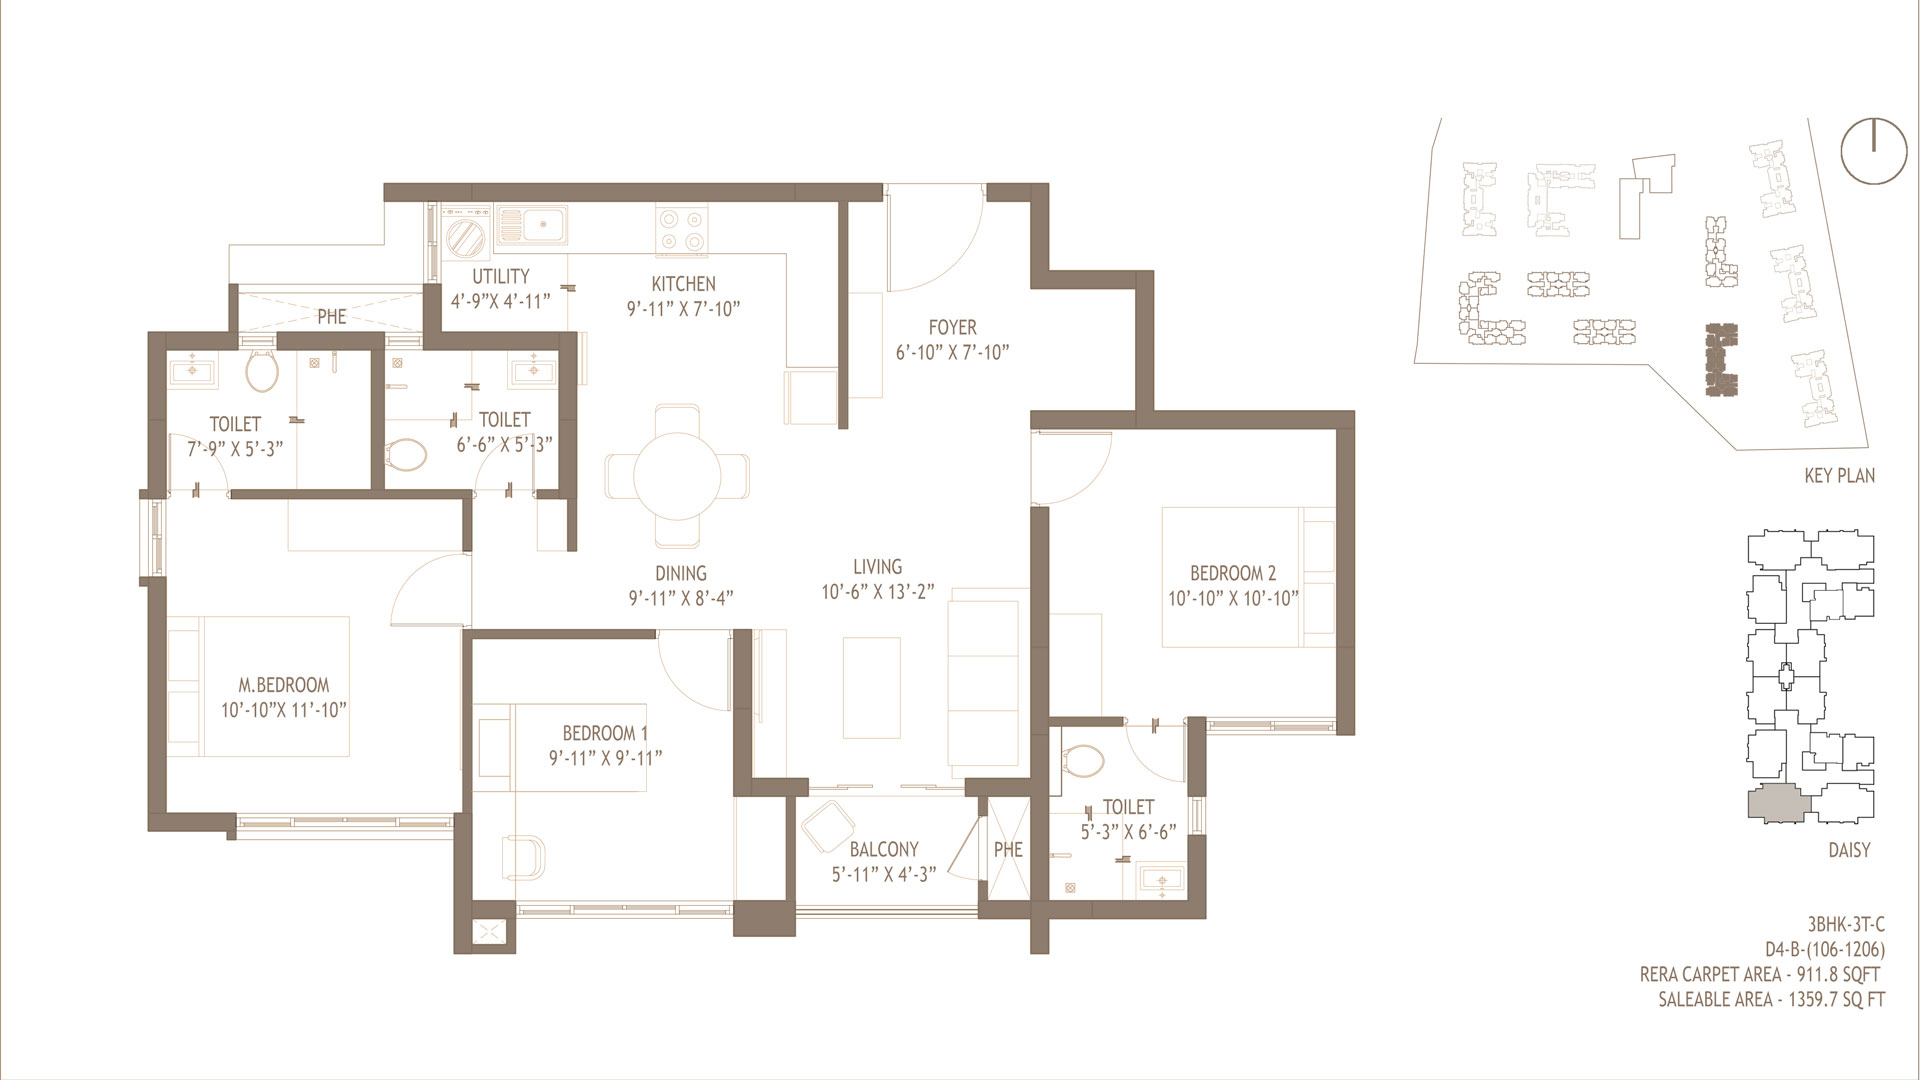 UTILITY
4’-9”X 4’-11”
KITCHEN
9’-11” X 7’-10”
PHE
FOYER
6’-10” X 7’-10”
TOILET
7’-9” X 5’-3”
TOILET
6’-6” X 5’-3”
DINING
9’-11” X 8’-4”
LIVING
10’-6” X 13’-2”
BEDROOM 2
10’-10” X 10’-10”
M.BEDROOM
10’-10”X 11’-10”
BEDROOM 1
9’-11” X 9’-11”
BALCONY
5’-11” X 4’-3”
PHE
TOILET
5’-3” X 6’-6”
KEY PLAN
DAISY
3BHK-3T-C
D4-B-(106-1206)
RERA CARPET AREA - 911.8 SQFT
SALEABLE AREA - 1359.7 SQ FT